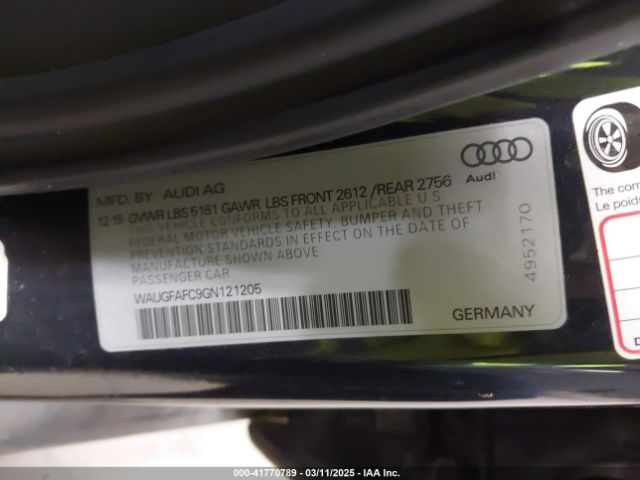 MFD BY AUDI AG
12 15 GVWR LBS 5181 GAWR LBS FRONT 2612 / REAR 2756
THIS VEHICLE CONFORMS TO ALL APPLICABLE U S
FEDERAL MOTOR VEHICLE SAFETY, BUMPER AND THEFT
PREVENTION STANDARDS IN EFFECT ON THE DATE OF
MANUFACTURE SHOWN ABOVE
PASSENGER CAR
WAUGFAFC9GN121205
Audi
4952170
GERMANY
The com
Le poids
D
000-41770789 — 03/11/2025 — IAA Inc.